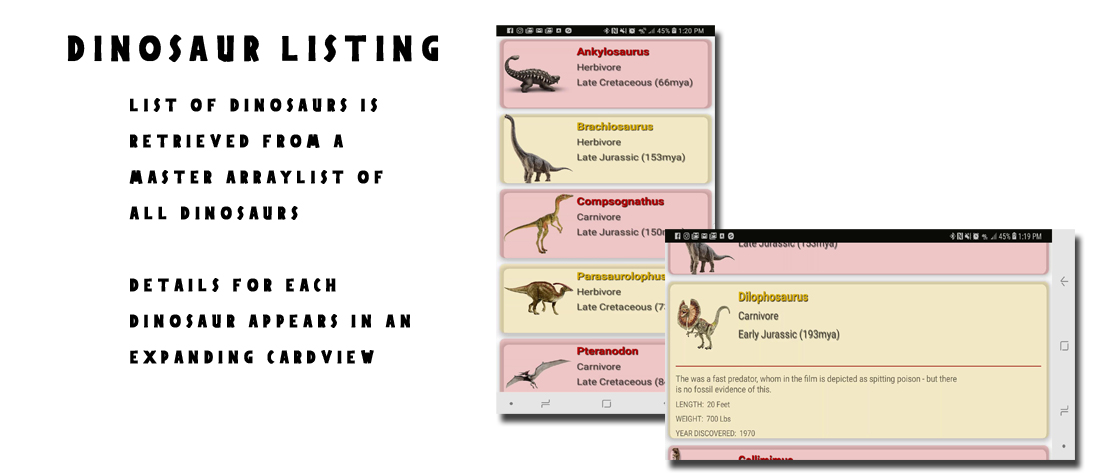 DINOSAUR LISTING
LIST OF DINOSAURS IS
RETRIEVED FROM A
MASTER ARRAYLIST OF
ALL DINOSAURS
DETAILS FOR EACH
DINOSAUR APPEARS IN AN
EXPANDING CARDVIEW
45% 1:20 PM
Ankylosaurus
Herbivore
Late Cretaceous (66mya)
Brachiosaurus
Herbivore
Late Jurassic (153mya)
Compsognathus
Carnivore
Late Jurassic (150m
Parasaurolophus
Herbivore
Late Cretaceous (7
Pteranodon
Carnivore
Late Cretaceous (8
45% 1:19 PM
Late Jurassic (153mya)
Dilophosaurus
Carnivore
Early Jurassic (193mya)
The was a fast predator, whom in the film is depicted as spitting poison - but there
is no fossil evidence of this.
LENGTH: 20 Feet
WEIGHT: 700 Lbs
YEAR DISCOVERED: 1970
Gallimimus